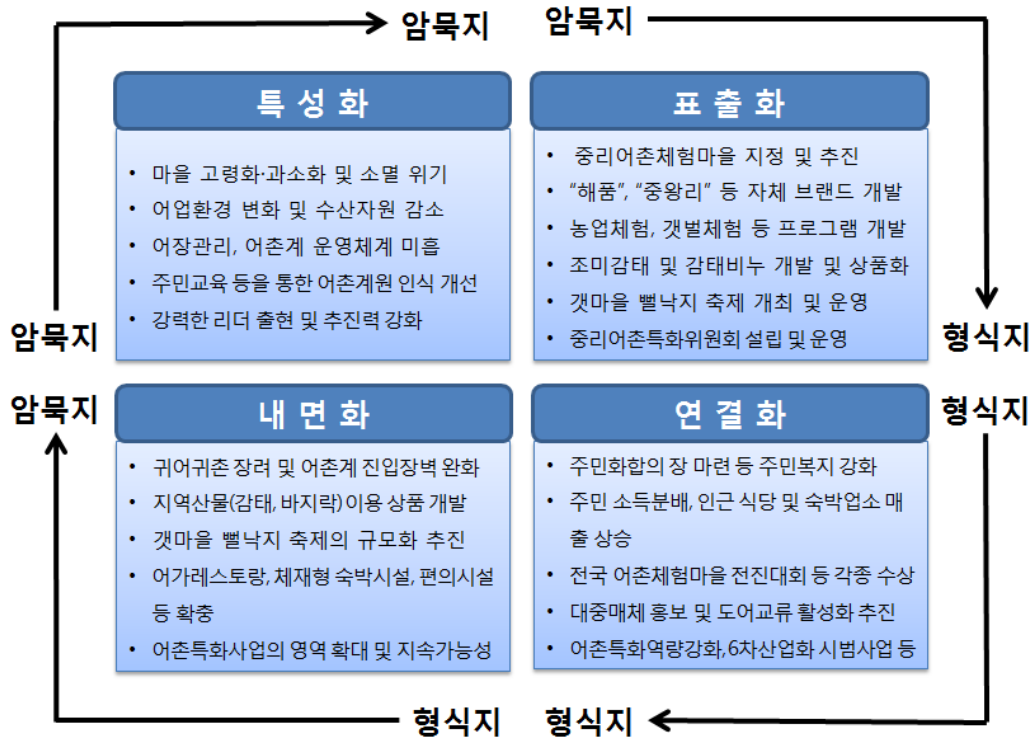 암묵지
암묵지
특성화
• 마을 고령화·과소화 및 소멸 위기
• 어업환경 변화 및 수산자원 감소
• 어장관리, 어촌계 운영체계 미흡
• 주민교육 등을 통한 어촌계원 인식 개선
• 강력한 리더 출현 및 추진력 강화
표출화
• 중리어촌체험마을 지정 및 추진
• “해품”, “중왕리” 등 자체 브랜드 개발
• 농업체험, 갯벌체험 등 프로그램 개발
• 조미감태 및 감태비누 개발 및 상품화
• 갯마을 뻘낙지 축제 개최 및 운영
• 중리어촌특화위원회 설립 및 운영
암묵지
형식지
암묵지
형식지
내면화
• 귀어귀촌 장려 및 어촌계 진입장벽 완화
• 지역산물(감태, 바지락)이용 상품 개발
• 갯마을 뻘낙지 축제의 규모화 추진
• 어가레스토랑, 체재형 숙박시설, 편의시설
등 확충
• 어촌특화사업의 영역 확대 및 지속가능성
연결화
• 주민화합의 장 마련 등 주민복지 강화
• 주민 소득분배, 인근 식당 및 숙박업소 매
출 상승
• 전국 어촌체험마을 전진대회 등 각종 수상
• 대중매체 홍보 및 도어교류 활성화 추진
• 어촌특화역량강화, 6차산업화 시범사업 등
형식지
형식지